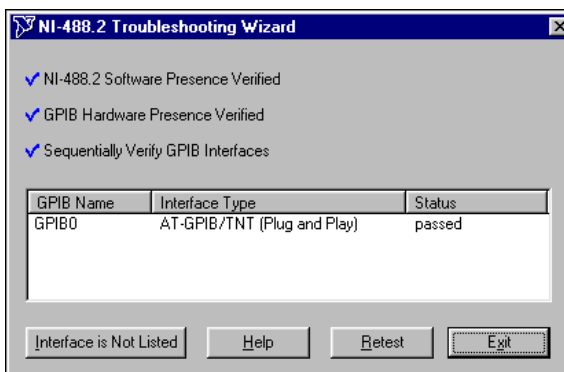 NI-488.2 Troubleshooting Wizard
NI-488.2 Software Presence Verified
GPIB Hardware Presence Verified
Sequentially Verify GPIB Interfaces
GPIB Name Interface Type Status
GPIB0 AT-GPIB/TNT (Plug and Play) passed
Interface is Not Listed Help Retest Exit